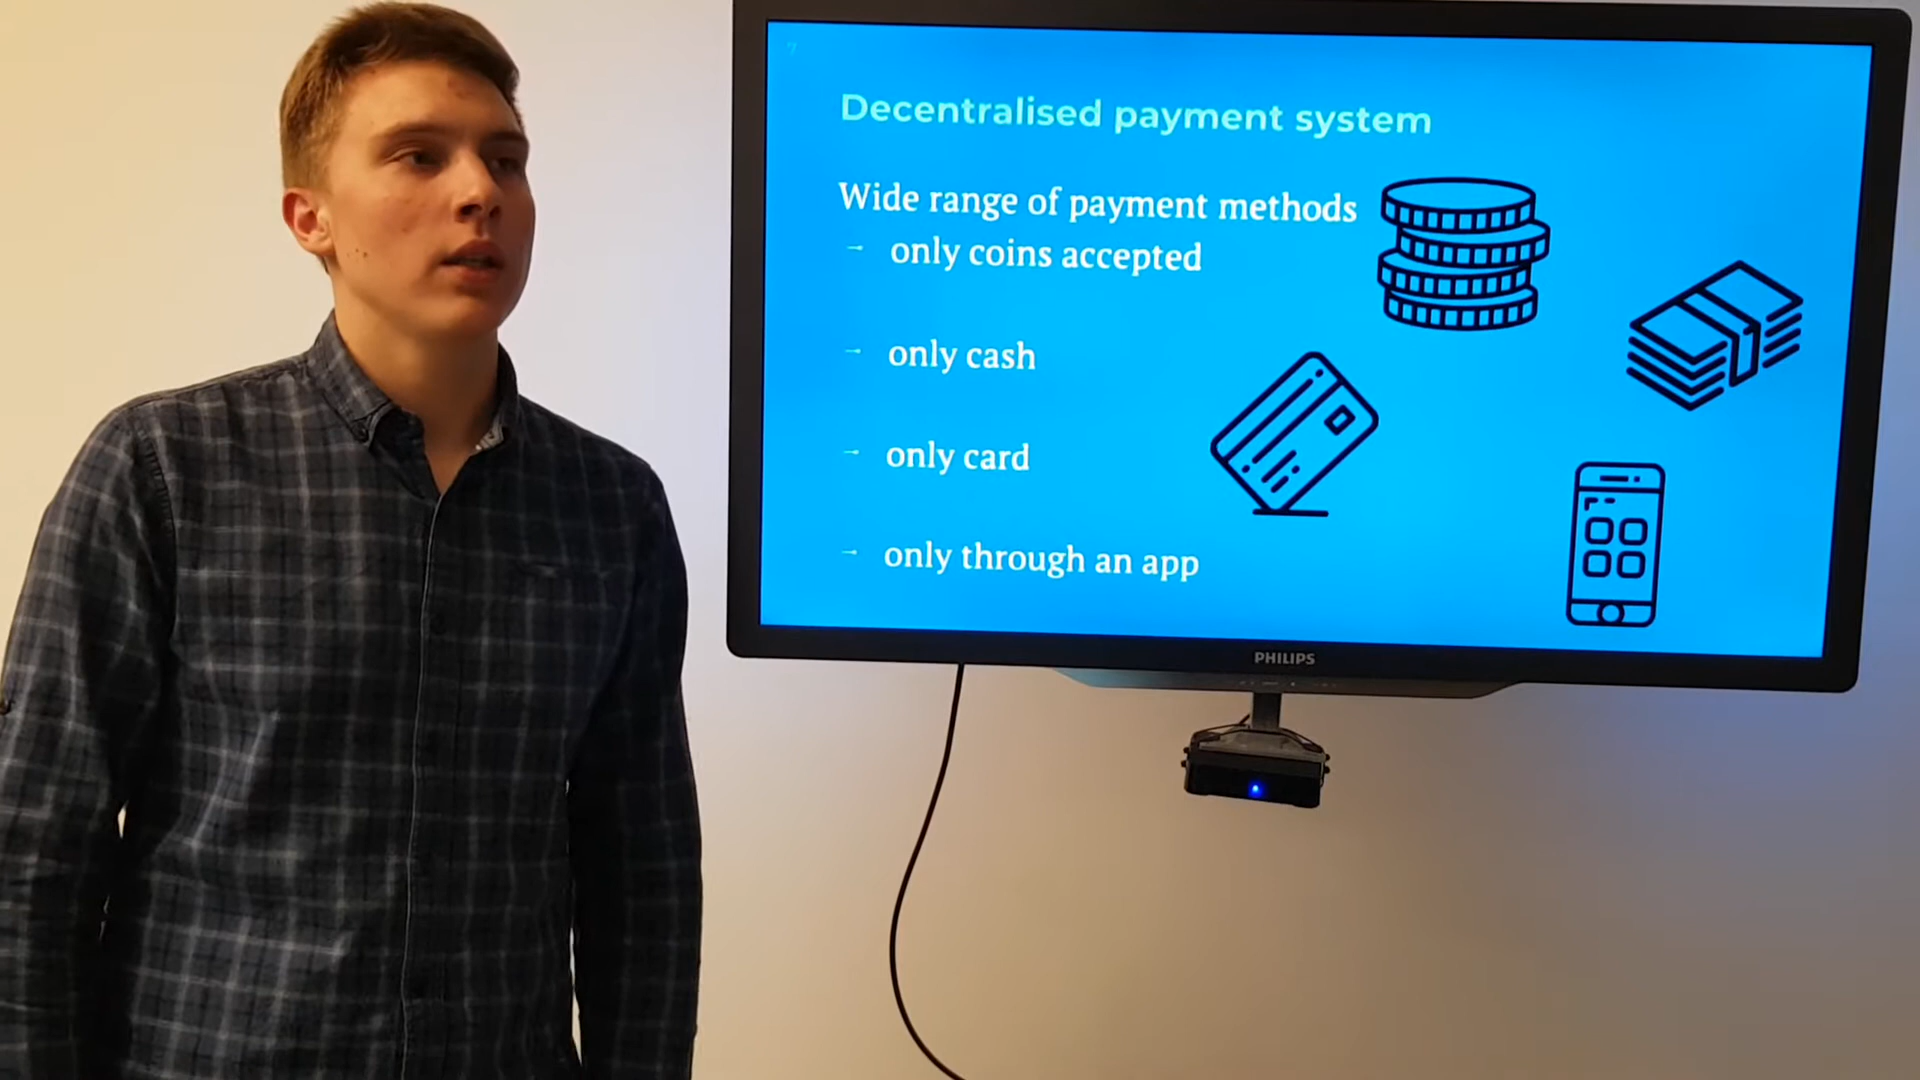 7
Decentralised payment system
Wide range of payment methods
→ only coins accepted
→ only cash
→ only card
→ only through an app
PHILIPS